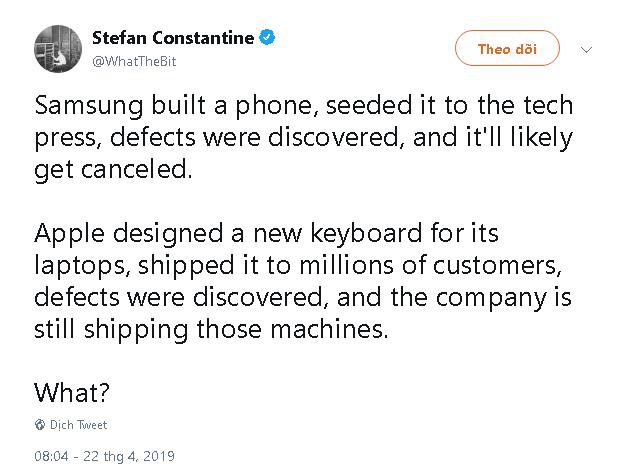 Stefan Constantine
@WhatTheBit
Theo dõi
Samsung built a phone, seeded it to the tech
press, defects were discovered, and it'll likely
get canceled.
Apple designed a new keyboard for its
laptops, shipped it to millions of customers,
defects were discovered, and the company is
still shipping those machines.
What?
Dịch Tweet
08:04 - 22 thg 4, 2019